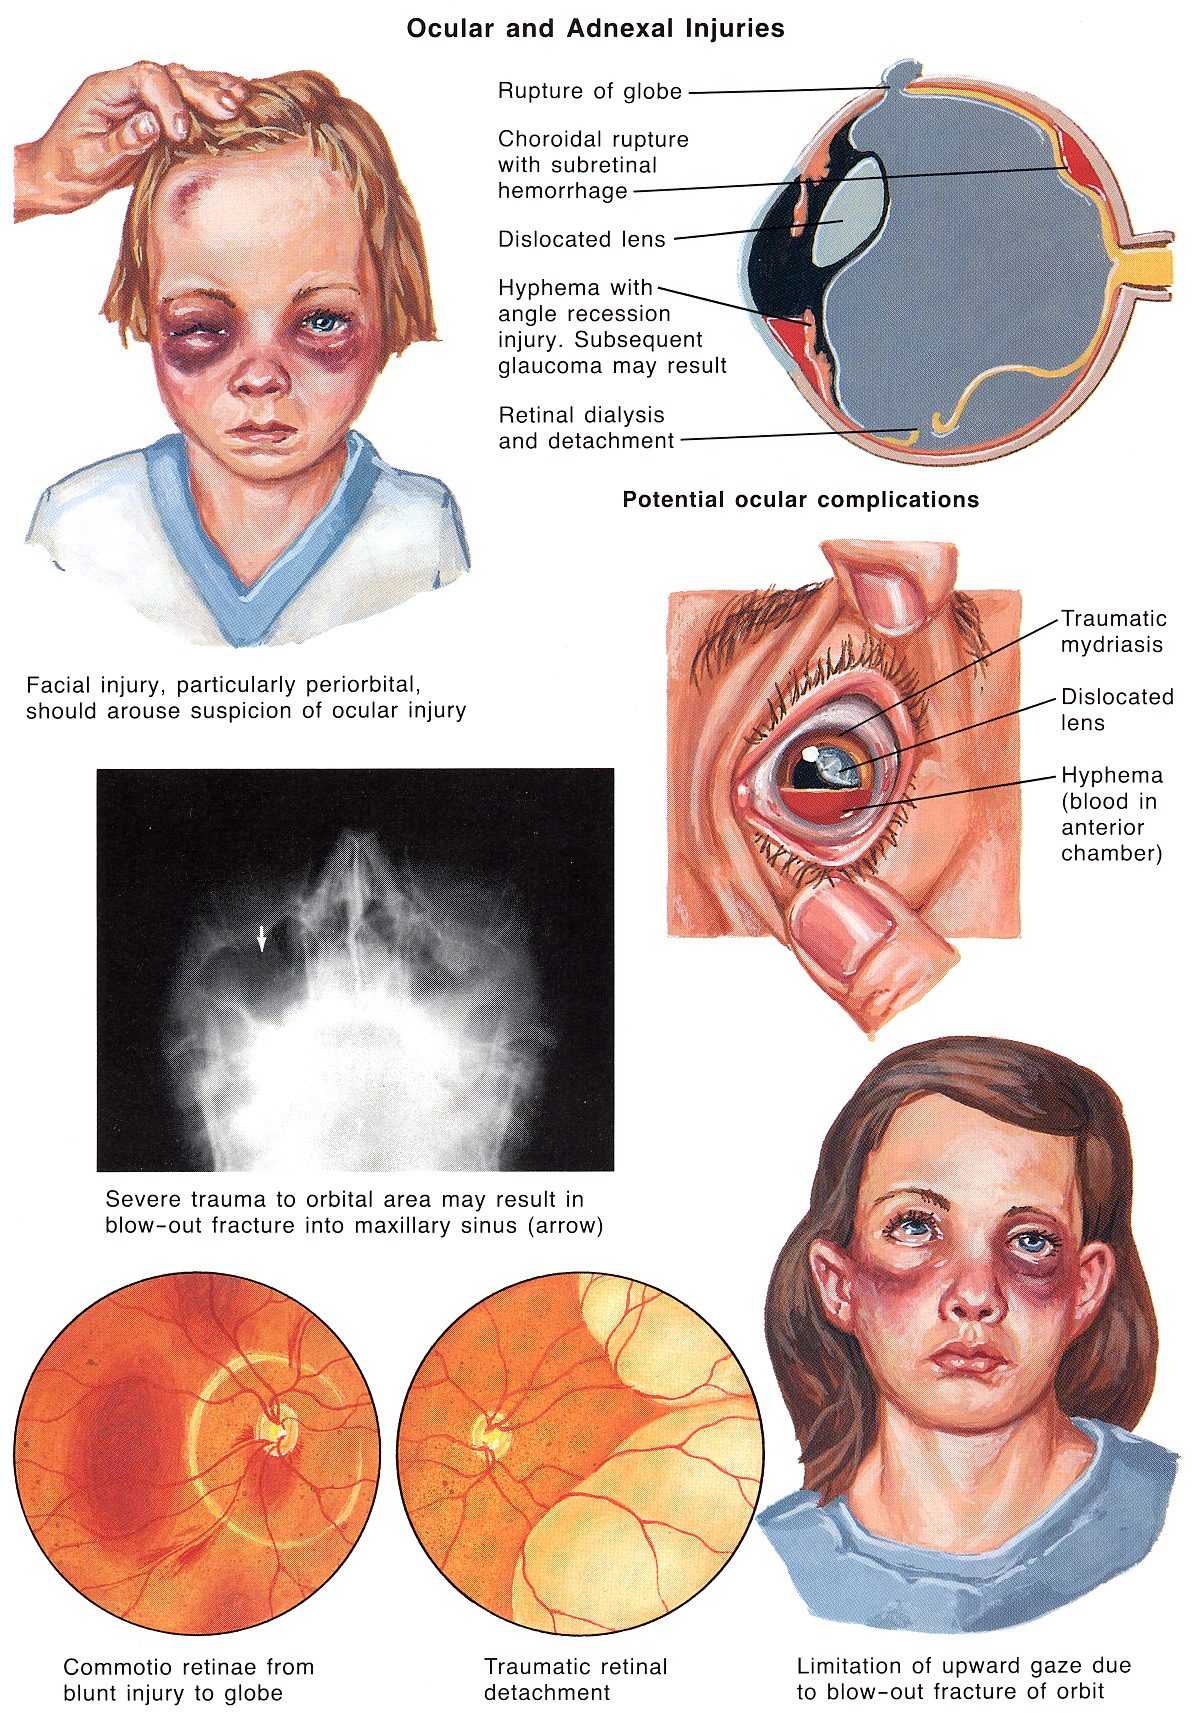 Ocular and Adnexal Injuries
Rupture of globe
Choroidal rupture
with subretinal
hemorrhage
Dislocated lens
Hyphema with
angle recession
injury. Subsequent
glaucoma may result
Retinal dialysis
and detachment
Potential ocular complications
Facial injury, particularly periorbital,
should arouse suspicion of ocular injury
Traumatic
mydriasis
Dislocated
lens
Hyphema
(blood in
anterior
chamber)
Severe trauma to orbital area may result in
blow-out fracture into maxillary sinus (arrow)
Commotio retinae from
blunt injury to globe
Traumatic retinal
detachment
Limitation of upward gaze due
to blow-out fracture of orbit